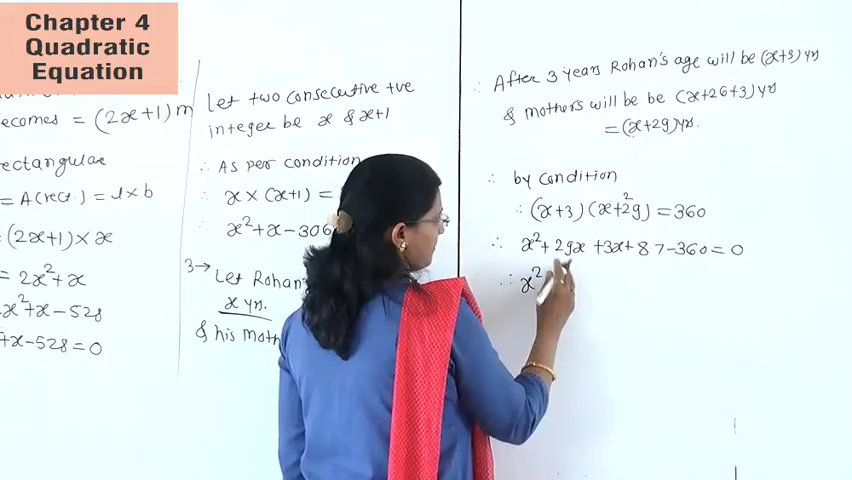 Chapter 4
Quadratic
Equation
ecomes = (2x+1) m
rectangular
= A(rect.) = l x b
= (2x+1) x x
= 2x²+x
x²+x-528
+x-528=0
Let two consecutive +ve
integer be x & x+1
∴ As per condition
∴ x x (x+1) =
∴ x²+x-306
3→ Let Rohan
x yrs.
& his moth
∴ After 3 years Rohan's age will be (x+3) yrs
& mothers will be be (x+26+3) yrs
= (x+29) yrs.
∴ by condition
∴ (x+3) (x+29) = 360
∴ x²+29x+3x+87-360=0
∴ x²